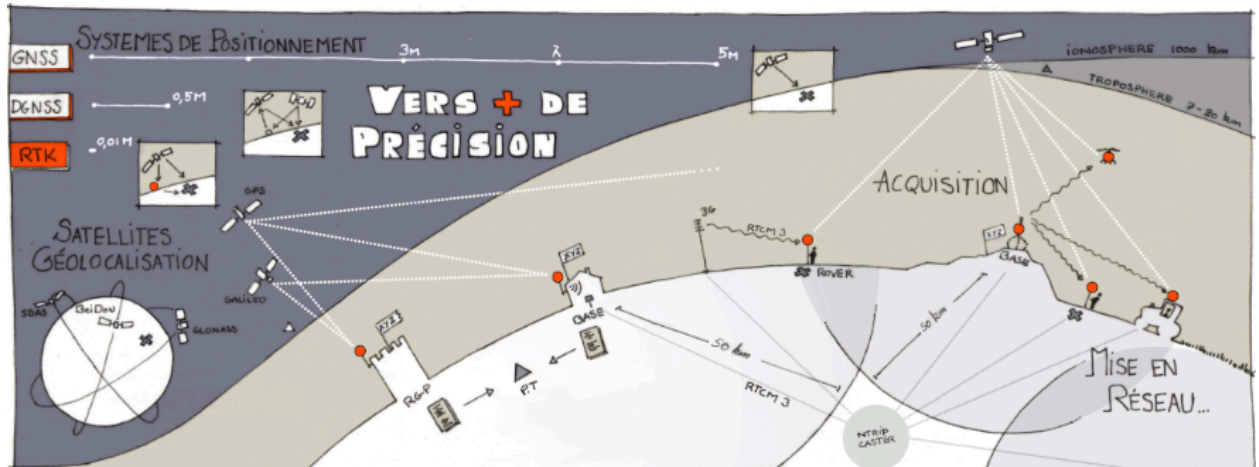 SYSTEMES DE POSITIONNEMENT
GNSS
3M
5M
DGNSS
0,5M
RTK
0,01M
VERS + DE
PRÉCISION
IONOSPHERE 1000 km
TROPOSPHERE 7-20 km
SATELLITES
GÉOLOCALISATION
GPS
GALILEO
SBAS
BeiDou
GLONASS
ACQUISITION
3G
RTCM 3
ROVER
XYZ
BASE
XYZ
BASE
XYZ
RGP
P.T
50 km
50 km
RTCM 3
NTRIP
CASTER
MISE EN
RÉSEAU...